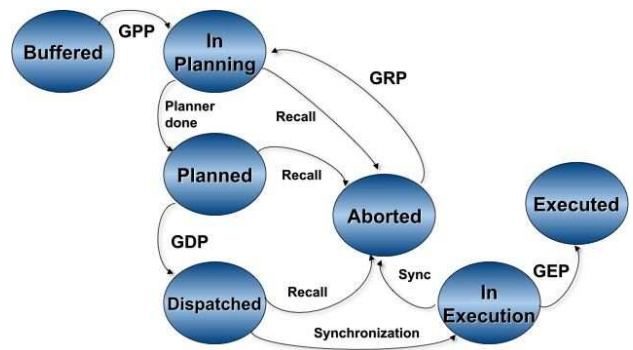 GPP
In
Buffered
Planning
GRP
Planner
done
Recall
Planned
Recall
Executed
Aborted
GDP
Sync
GEP
In
Dispatched
Recall
Execution
Synchronization